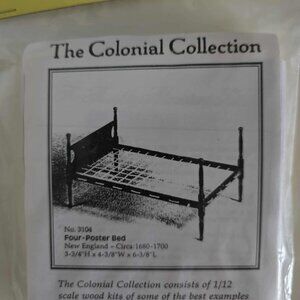 The Colonial Collection
No. 3104
Four-Poster Bed
New England - Circa: 1680-1700
3-3/4"H x 4-3/8"W x 6-3/8"L
The Colonial Collection consists of 1/12
scale wood kits of some of the best examples